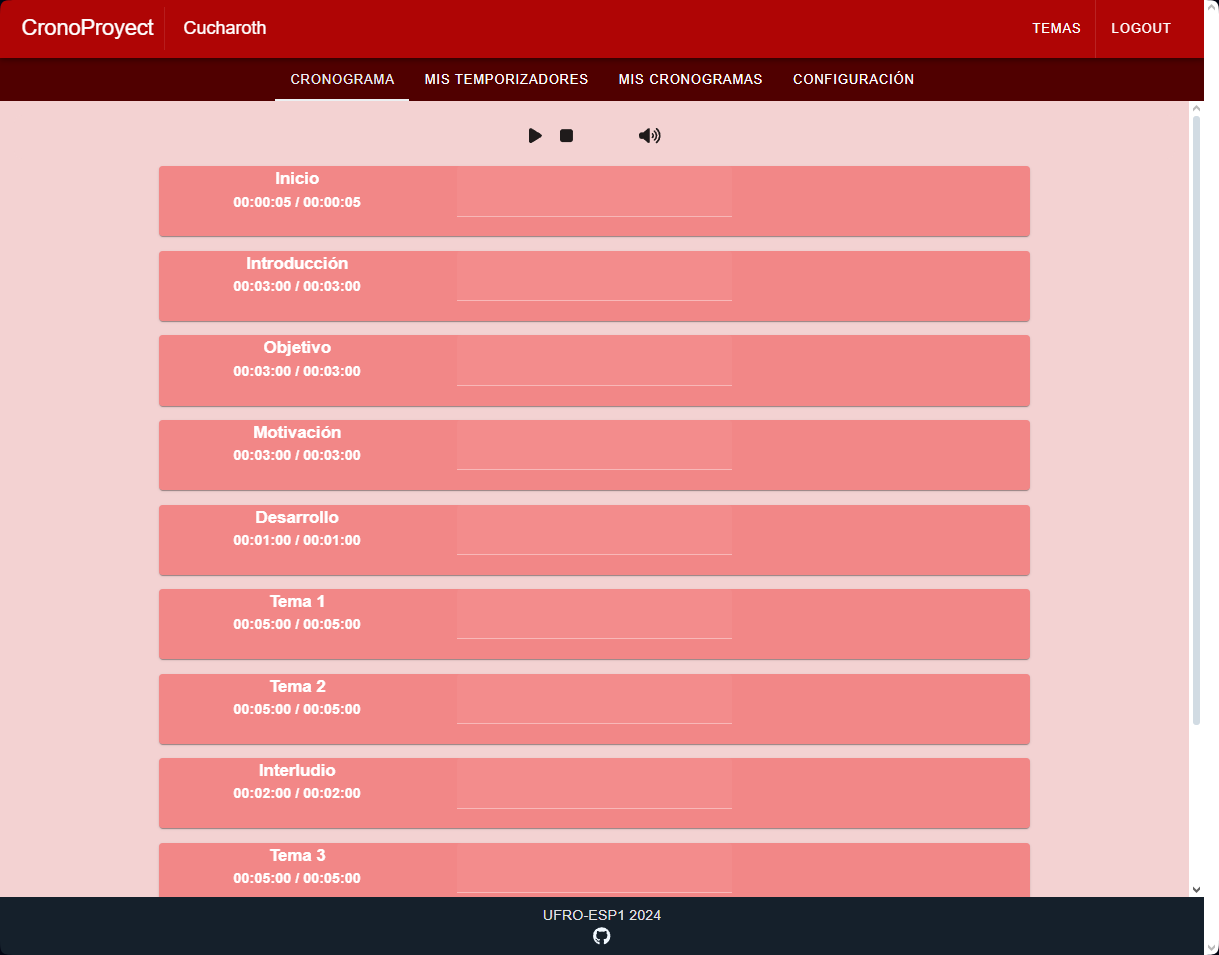 CronoProyect Cucharoth TEMAS LOGOUT
CRONOGRAMA MIS TEMPORIZADORES MIS CRONOGRAMAS CONFIGURACIÓN
Inicio
00:00:05 / 00:00:05
Introducción
00:03:00 / 00:03:00
Objetivo
00:03:00 / 00:03:00
Motivación
00:03:00 / 00:03:00
Desarrollo
00:01:00 / 00:01:00
Tema 1
00:05:00 / 00:05:00
Tema 2
00:05:00 / 00:05:00
Interludio
00:02:00 / 00:02:00
Tema 3
00:05:00 / 00:05:00
UFRO-ESP1 2024